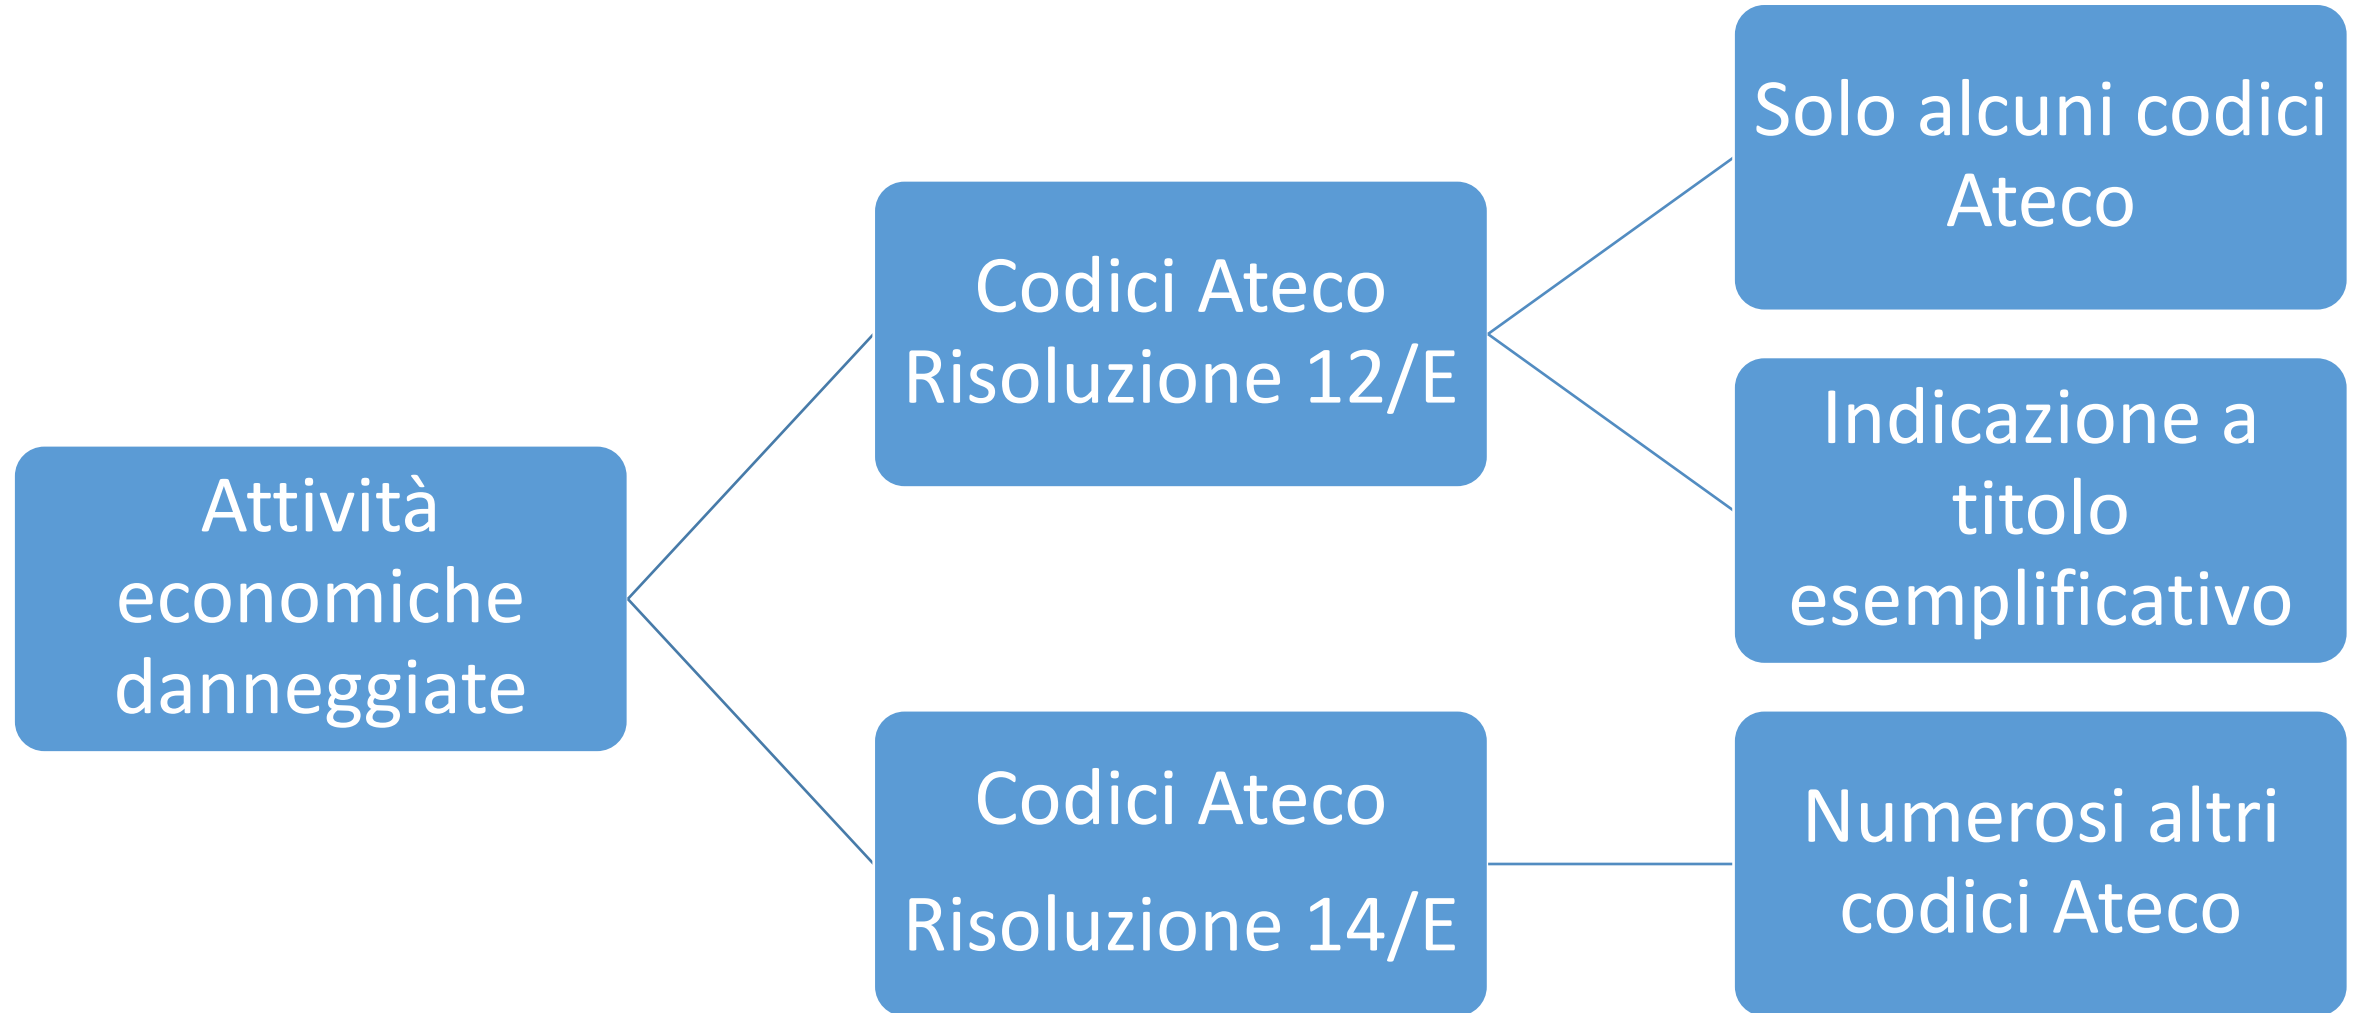 Attività
economiche
danneggiate
Codici Ateco
Risoluzione 12/E
Solo alcuni codici
Ateco
Indicazione a
titolo
esemplificativo
Codici Ateco
Risoluzione 14/E
Numerosi altri
codici Ateco